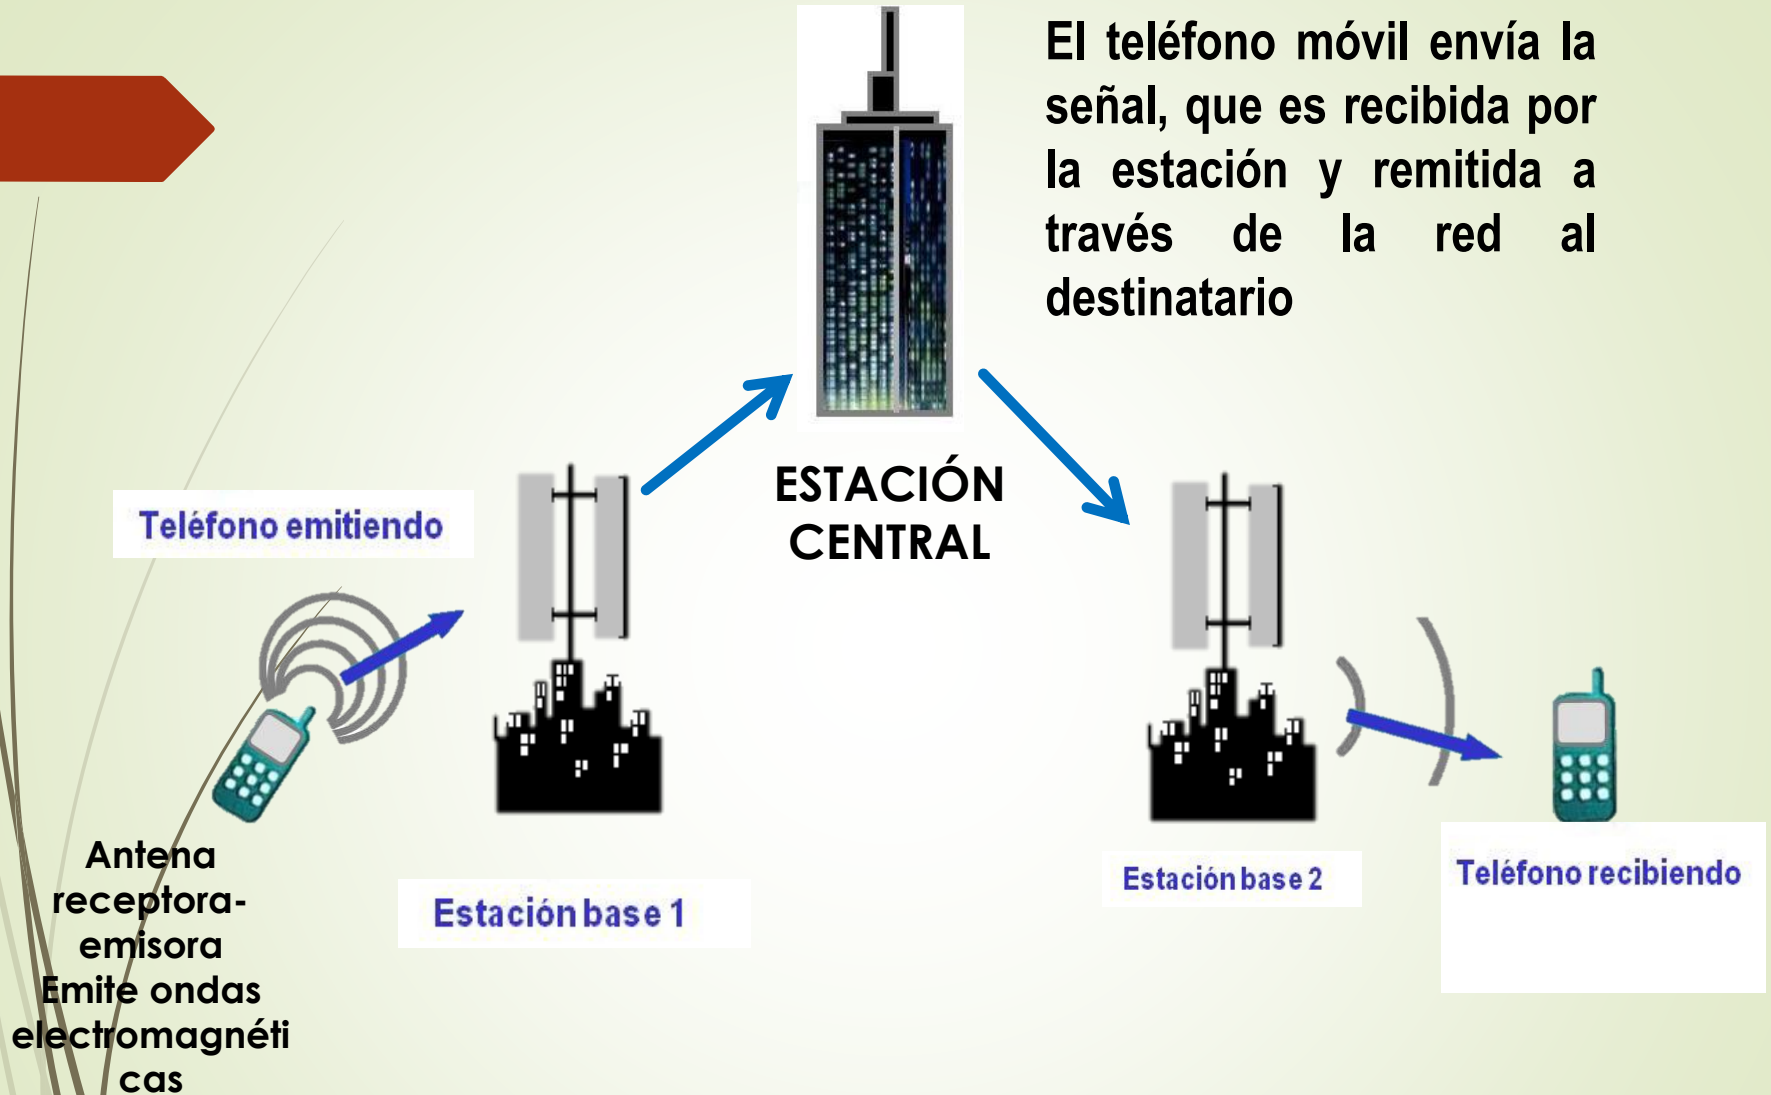 El teléfono móvil envía la
señal, que es recibida por
la estación y remitida a
través de la red al
destinatario
ESTACIÓN
CENTRAL
Teléfono emitiendo
Antena
receptora-
emisora
Emite ondas
electromagnéti
cas
Estación base 1
Estación base 2
Teléfono recibiendo